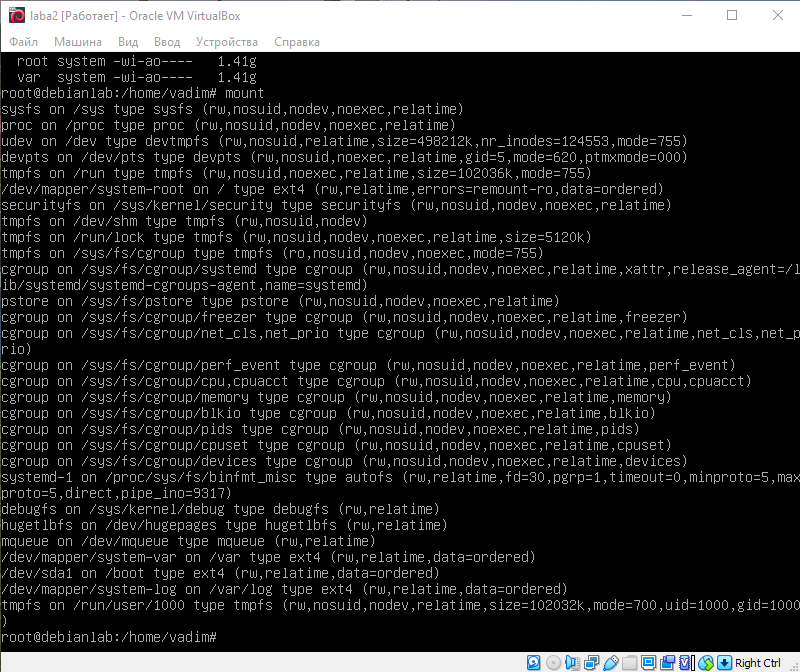 laba2 [Работает] - Oracle VM VirtualBox
Файл Машина Вид Ввод Устройства Справка
root system -wi-ao---- 1.41g
var system -wi-ao---- 1.41g
root@debianlab:/home/vadim# mount
sysfs on /sys type sysfs (rw,nosuid,nodev,noexec,relatime)
proc on /proc type proc (rw,nosuid,nodev,noexec,relatime)
udev on /dev type devtmpfs (rw,nosuid,relatime,size=498212k,nr_inodes=124553,mode=755)
devpts on /dev/pts type devpts (rw,nosuid,noexec,relatime,gid=5,mode=620,ptmxmode=000)
tmpfs on /run type tmpfs (rw,nosuid,noexec,relatime,size=102036k,mode=755)
/dev/mapper/system-root on / type ext4 (rw,relatime,errors=remount-ro,data=ordered)
securityfs on /sys/kernel/security type securityfs (rw,nosuid,nodev,noexec,relatime)
tmpfs on /dev/shm type tmpfs (rw,nosuid,nodev)
tmpfs on /run/lock type tmpfs (rw,nosuid,nodev,noexec,relatime,size=5120k)
tmpfs on /sys/fs/cgroup type tmpfs (ro,nosuid,nodev,noexec,mode=755)
cgroup on /sys/fs/cgroup/systemd type cgroup (rw,nosuid,nodev,noexec,relatime,xattr,release_agent=/l
ib/systemd/systemd-cgroups-agent,name=systemd)
pstore on /sys/fs/pstore type pstore (rw,nosuid,nodev,noexec,relatime)
cgroup on /sys/fs/cgroup/freezer type cgroup (rw,nosuid,nodev,noexec,relatime,freezer)
cgroup on /sys/fs/cgroup/net_cls,net_prio type cgroup (rw,nosuid,nodev,noexec,relatime,net_cls,net_p
rio)
cgroup on /sys/fs/cgroup/perf_event type cgroup (rw,nosuid,nodev,noexec,relatime,perf_event)
cgroup on /sys/fs/cgroup/cpu,cpuacct type cgroup (rw,nosuid,nodev,noexec,relatime,cpu,cpuacct)
cgroup on /sys/fs/cgroup/memory type cgroup (rw,nosuid,nodev,noexec,relatime,memory)
cgroup on /sys/fs/cgroup/blkio type cgroup (rw,nosuid,nodev,noexec,relatime,blkio)
cgroup on /sys/fs/cgroup/pids type cgroup (rw,nosuid,nodev,noexec,relatime,pids)
cgroup on /sys/fs/cgroup/cpuset type cgroup (rw,nosuid,nodev,noexec,relatime,cpuset)
cgroup on /sys/fs/cgroup/devices type cgroup (rw,nosuid,nodev,noexec,relatime,devices)
systemd-1 on /proc/sys/fs/binfmt_misc type autofs (rw,relatime,fd=30,pgrp=1,timeout=0,minproto=5,max
proto=5,direct,pipe_ino=9317)
debugfs on /sys/kernel/debug type debugfs (rw,relatime)
hugetlbfs on /dev/hugepages type hugetlbfs (rw,relatime)
mqueue on /dev/mqueue type mqueue (rw,relatime)
/dev/mapper/system-var on /var type ext4 (rw,relatime,data=ordered)
/dev/sda1 on /boot type ext4 (rw,relatime,data=ordered)
/dev/mapper/system-log on /var/log type ext4 (rw,relatime,data=ordered)
tmpfs on /run/user/1000 type tmpfs (rw,nosuid,nodev,relatime,size=102032k,mode=700,uid=1000,gid=1000
)
root@debianlab:/home/vadim#
Right Ctrl